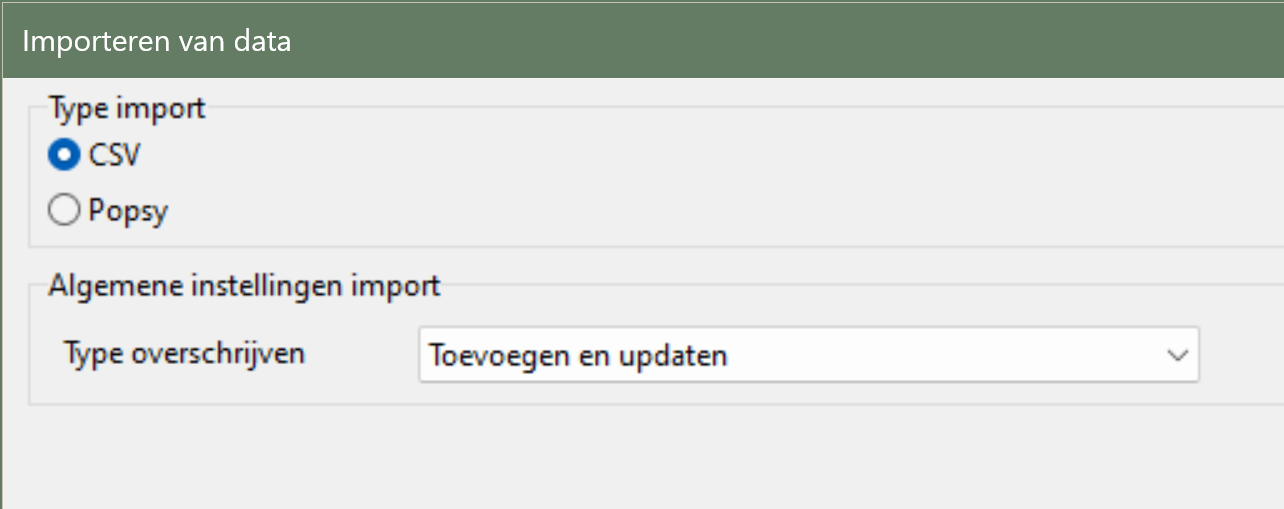 Importeren van data
Type import
CSV
Popsy
Algemene instellingen import
Type overschrijven
Toevoegen en updaten